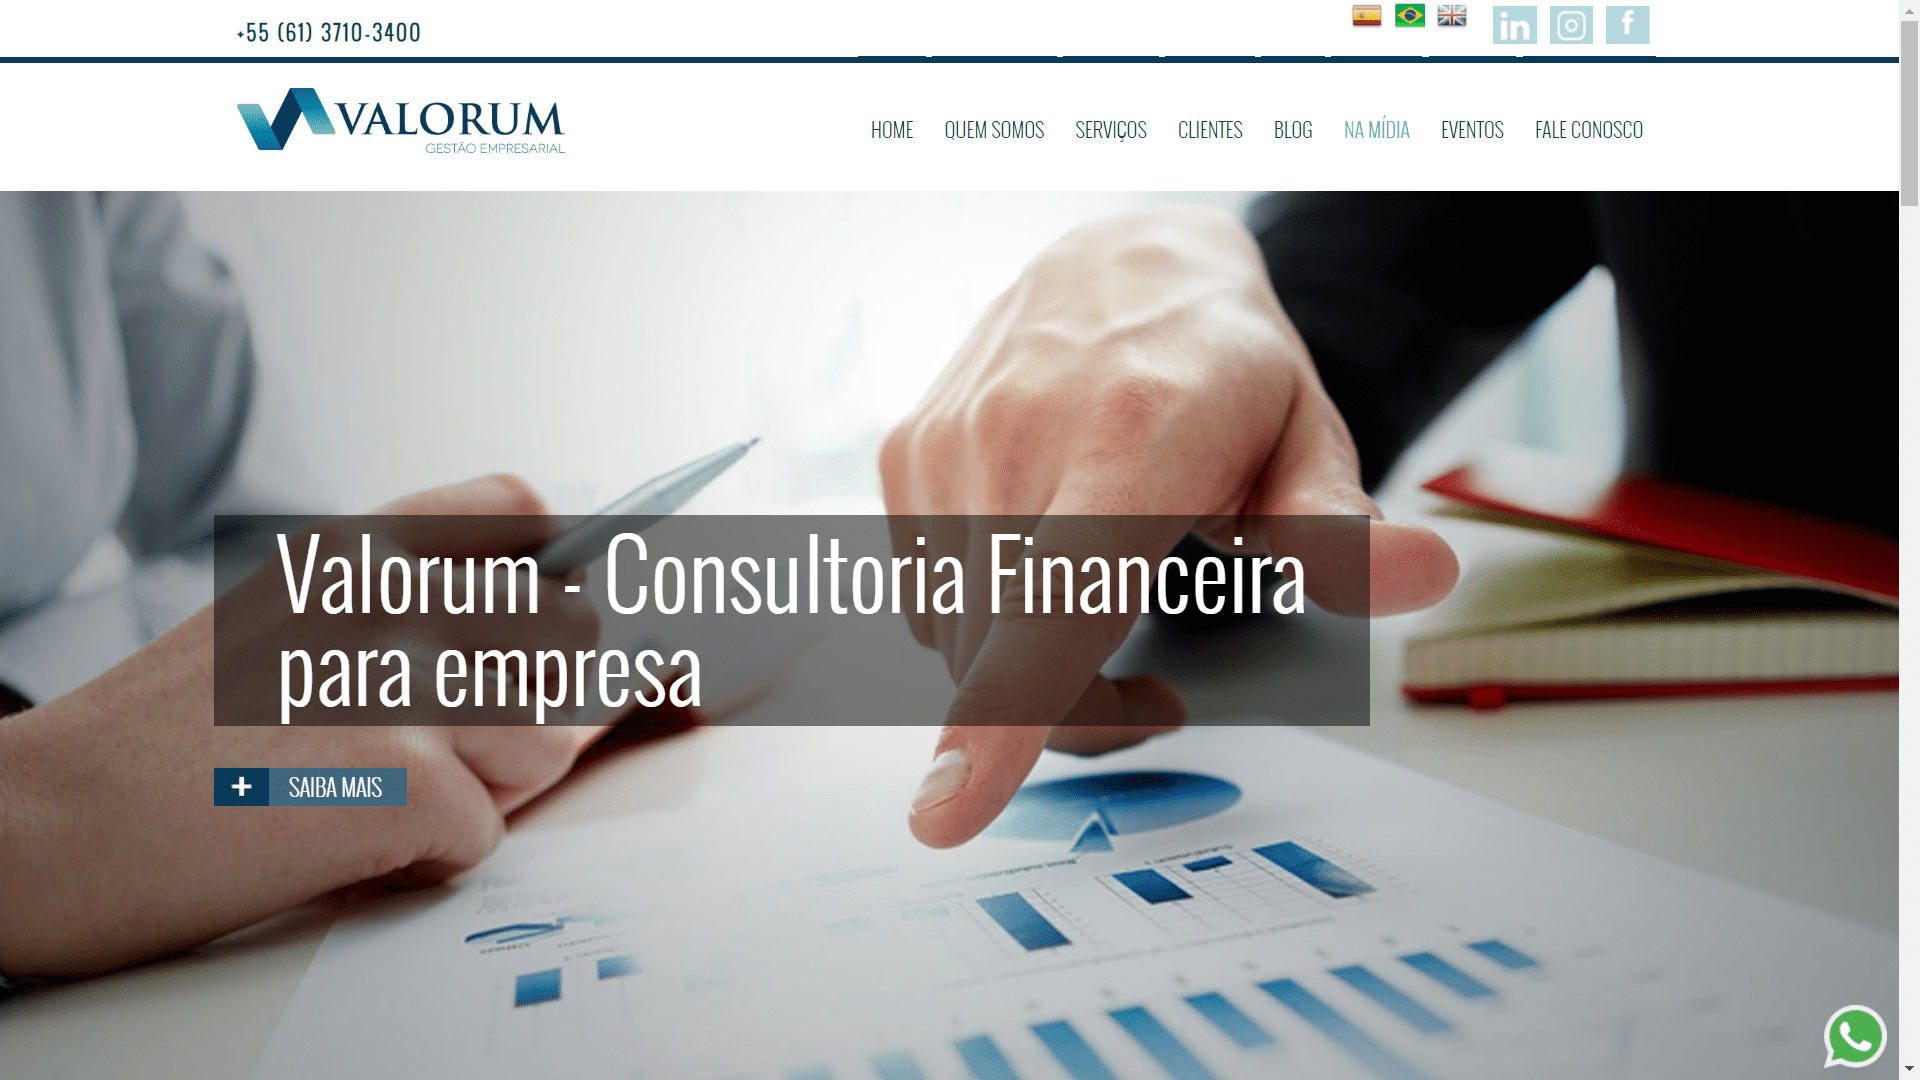 +55 (61) 3710-3400
in
f
VALORUM
GESTÃO EMPRESARIAL
HOME QUEM SOMOS SERVIÇOS CLIENTES BLOG NA MÍDIA EVENTOS FALE CONOSCO
Valorum - Consultoria Financeira
para empresa
+ SAIBA MAIS